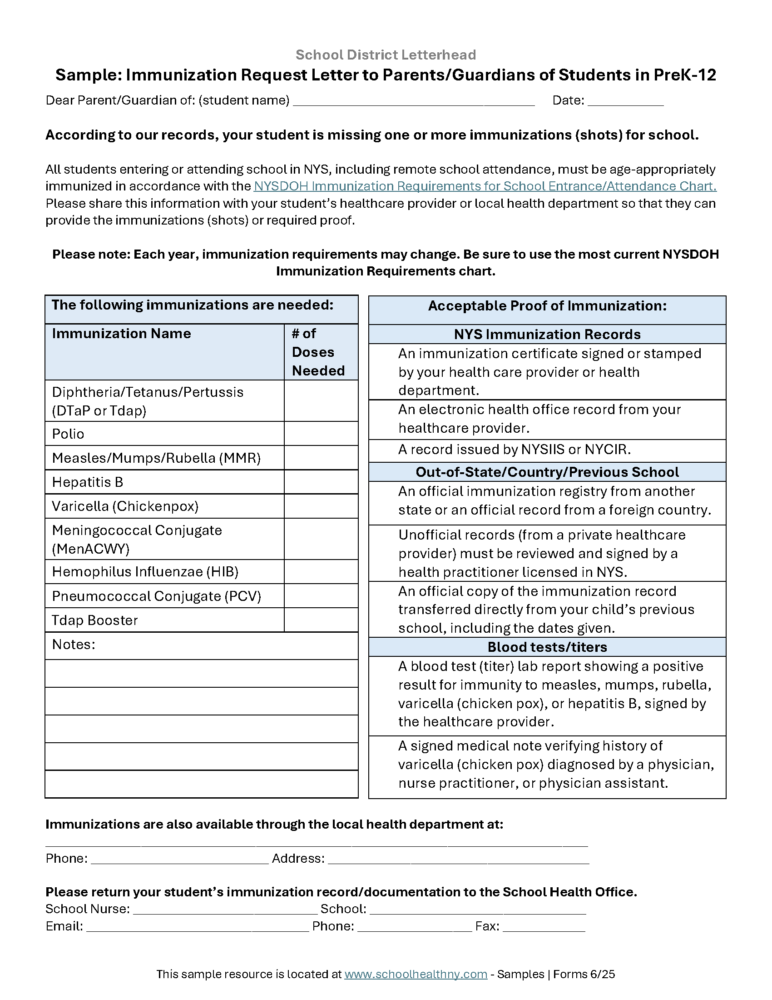 School District Letterhead
Sample: Immunization Request Letter to Parents/Guardians of Students in PreK-12
Dear Parent/Guardian of: (student name) ______________________________________ Date: ____________
According to our records, your student is missing one or more immunizations (shots) for school.
All students entering or attending school in NYS, including remote school attendance, must be age-appropriately
immunized in accordance with the NYSDOH Immunization Requirements for School Entrance/Attendance Chart.
Please share this information with your student’s healthcare provider or local health department so that they can
provide the immunizations (shots) or required proof.
Please note: Each year, immunization requirements may change. Be sure to use the most current NYSDOH
Immunization Requirements chart.
The following immunizations are needed:
Immunization Name
# of
Doses
Needed
Diphtheria/Tetanus/Pertussis
(DTaP or Tdap)
Polio
Measles/Mumps/Rubella (MMR)
Hepatitis B
Varicella (Chickenpox)
Meningococcal Conjugate
(MenACWY)
Hemophilus Influenzae (HIB)
Pneumococcal Conjugate (PCV)
Tdap Booster
Notes:
Acceptable Proof of Immunization:
NYS Immunization Records
An immunization certificate signed or stamped
by your health care provider or health
department.
An electronic health office record from your
healthcare provider.
A record issued by NYSIIS or NYCIR.
Out-of-State/Country/Previous School
An official immunization registry from another
state or an official record from a foreign country.
Unofficial records (from a private healthcare
provider) must be reviewed and signed by a
health practitioner licensed in NYS.
An official copy of the immunization record
transferred directly from your child’s previous
school, including the dates given.
Blood tests/titers
A blood test (titer) lab report showing a positive
result for immunity to measles, mumps, rubella,
varicella (chicken pox), or hepatitis B, signed by
the healthcare provider.
A signed medical note verifying history of
varicella (chicken pox) diagnosed by a physician,
nurse practitioner, or physician assistant.
Immunizations are also available through the local health department at:
_____________________________________________________________________________________
Phone: ____________________________ Address: _________________________________________
Please return your student’s immunization record/documentation to the School Health Office.
School Nurse: _____________________________ School: __________________________________
Email: ___________________________________ Phone: __________________ Fax: _____________
This sample resource is located at www.schoolhealthny.com - Samples | Forms 6/25